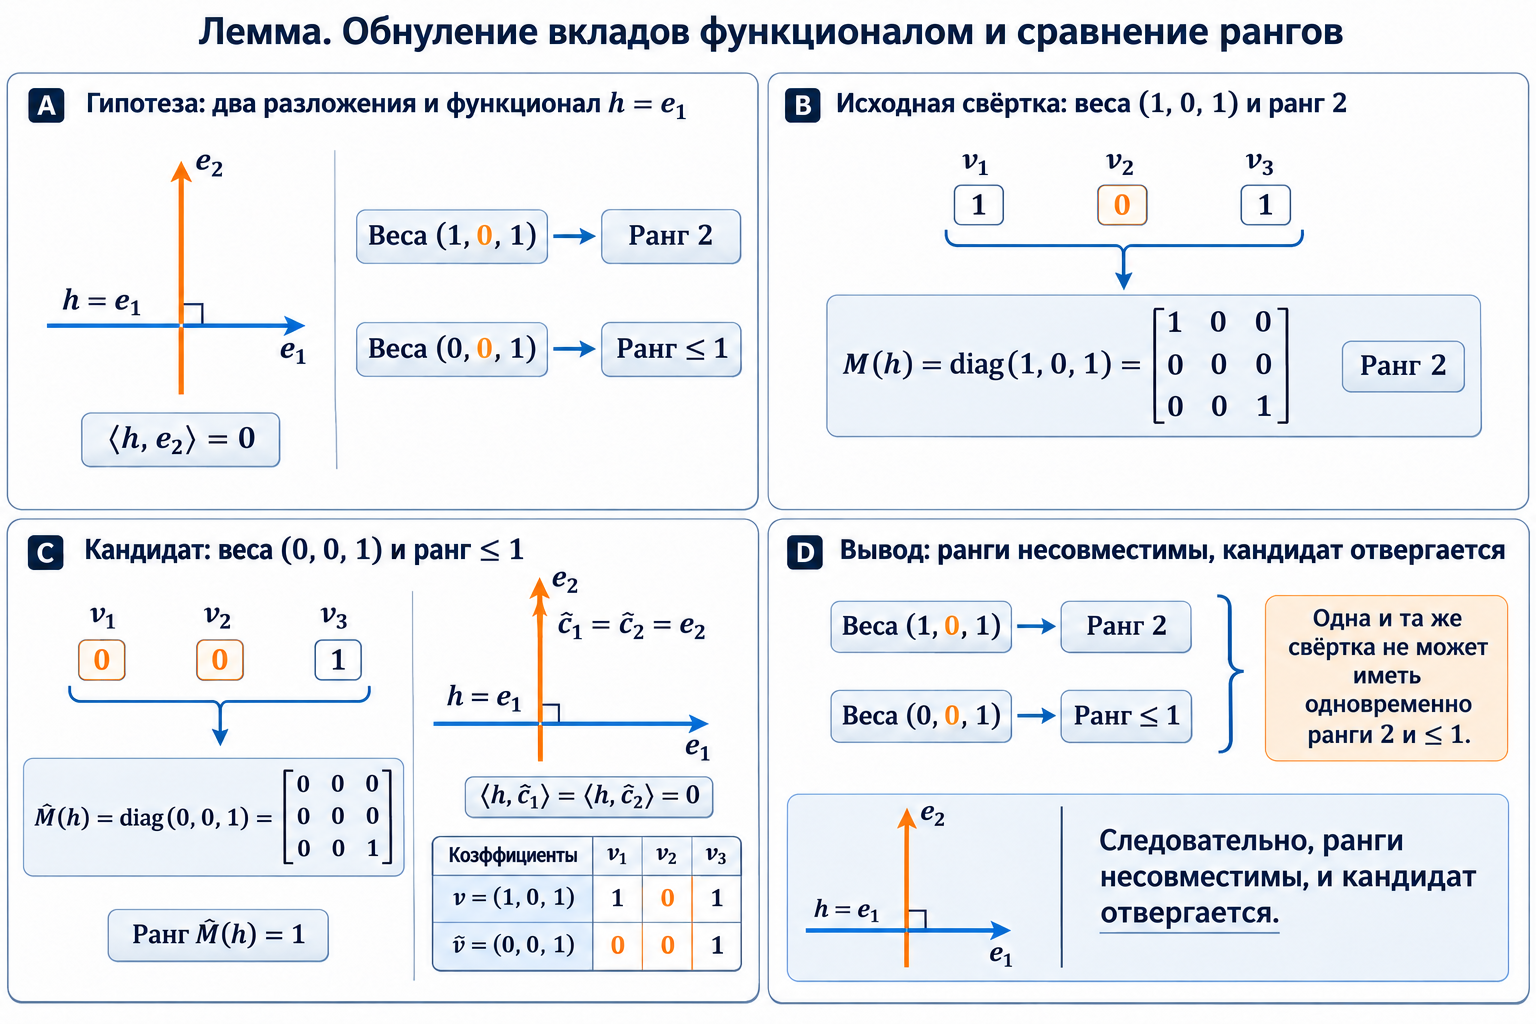 Лемма. Обнуление вкладов функционалом и сравнение рангов
A Гипотеза: два разложения и функционал h = e₁
e₂
h = e₁
e₁
⟨h, e₂⟩ = 0
Веса (1, 0, 1) → Ранг 2
Веса (0, 0, 1) → Ранг ≤ 1
B Исходная свёртка: веса (1, 0, 1) и ранг 2
v₁ v₂ v₃
1 0 1
M(h) = diag(1, 0, 1) =
1 0 0
0 0 0
0 0 1
Ранг 2
C Кандидат: веса (0, 0, 1) и ранг ≤ 1
v₁ v₂ v₃
0 0 1
M̂(h) = diag(0, 0, 1) =
0 0 0
0 0 0
0 0 1
Ранг M̂(h) = 1
e₂
c̃₁ = c̃₂ = e₂
h = e₁
e₁
⟨h, c̃₁⟩ = ⟨h, c̃₂⟩ = 0
Коэффициенты v₁ v₂ v₃
v = (1, 0, 1) 1 0 1
ṽ = (0, 0, 1) 0 0 1
D Вывод: ранги несовместимы, кандидат отвергается
Веса (1, 0, 1) → Ранг 2
Веса (0, 0, 1) → Ранг ≤ 1
Одна и та же
свёртка не может
иметь
одновременно
ранги 2 и ≤ 1.
e₂
h = e₁
e₁
Следовательно, ранги
несовместимы, и кандидат
отвергается.